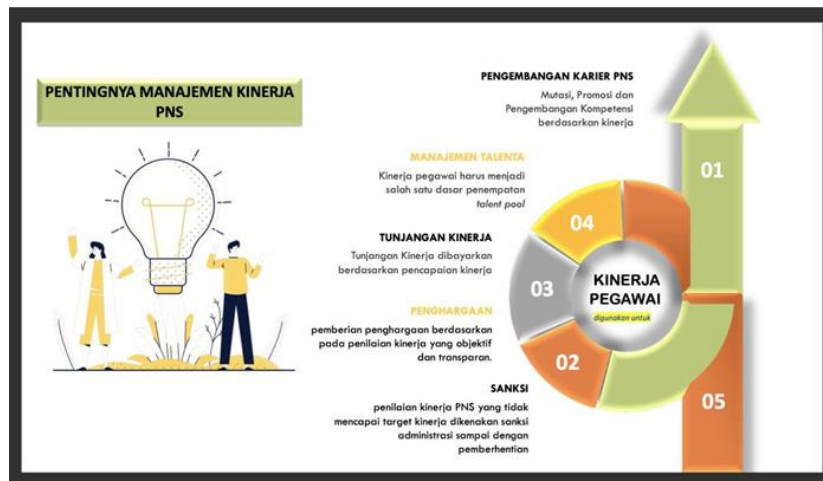 PENTINGNYA MANAJEMEN KINERJA
PNS
PENGEMBANGAN KARIER PNS
Mutasi, Promosi dan
Pengembangan Kompetensi
berdasarkan kinerja
MANAJEMEN TALENTA
Kinerja pegawai harus menjadi
salah satu dasar penempatan
talent pool
TUNJANGAN KINERJA
Tunjangan Kinerja dibayarkan
berdasarkan pencapaian kinerja
PENGHARGAAN
pemberian penghargaan berdasarkan
pada penilaian kinerja yang objektif
dan transparan.
SANKSI
penilaian kinerja PNS yang tidak
mencapai target kinerja dikenakan sanksi
administrasi sampai dengan
pemberhentian
01
04
03
KINERJA
PEGAWAI
digunakan untuk
02
05